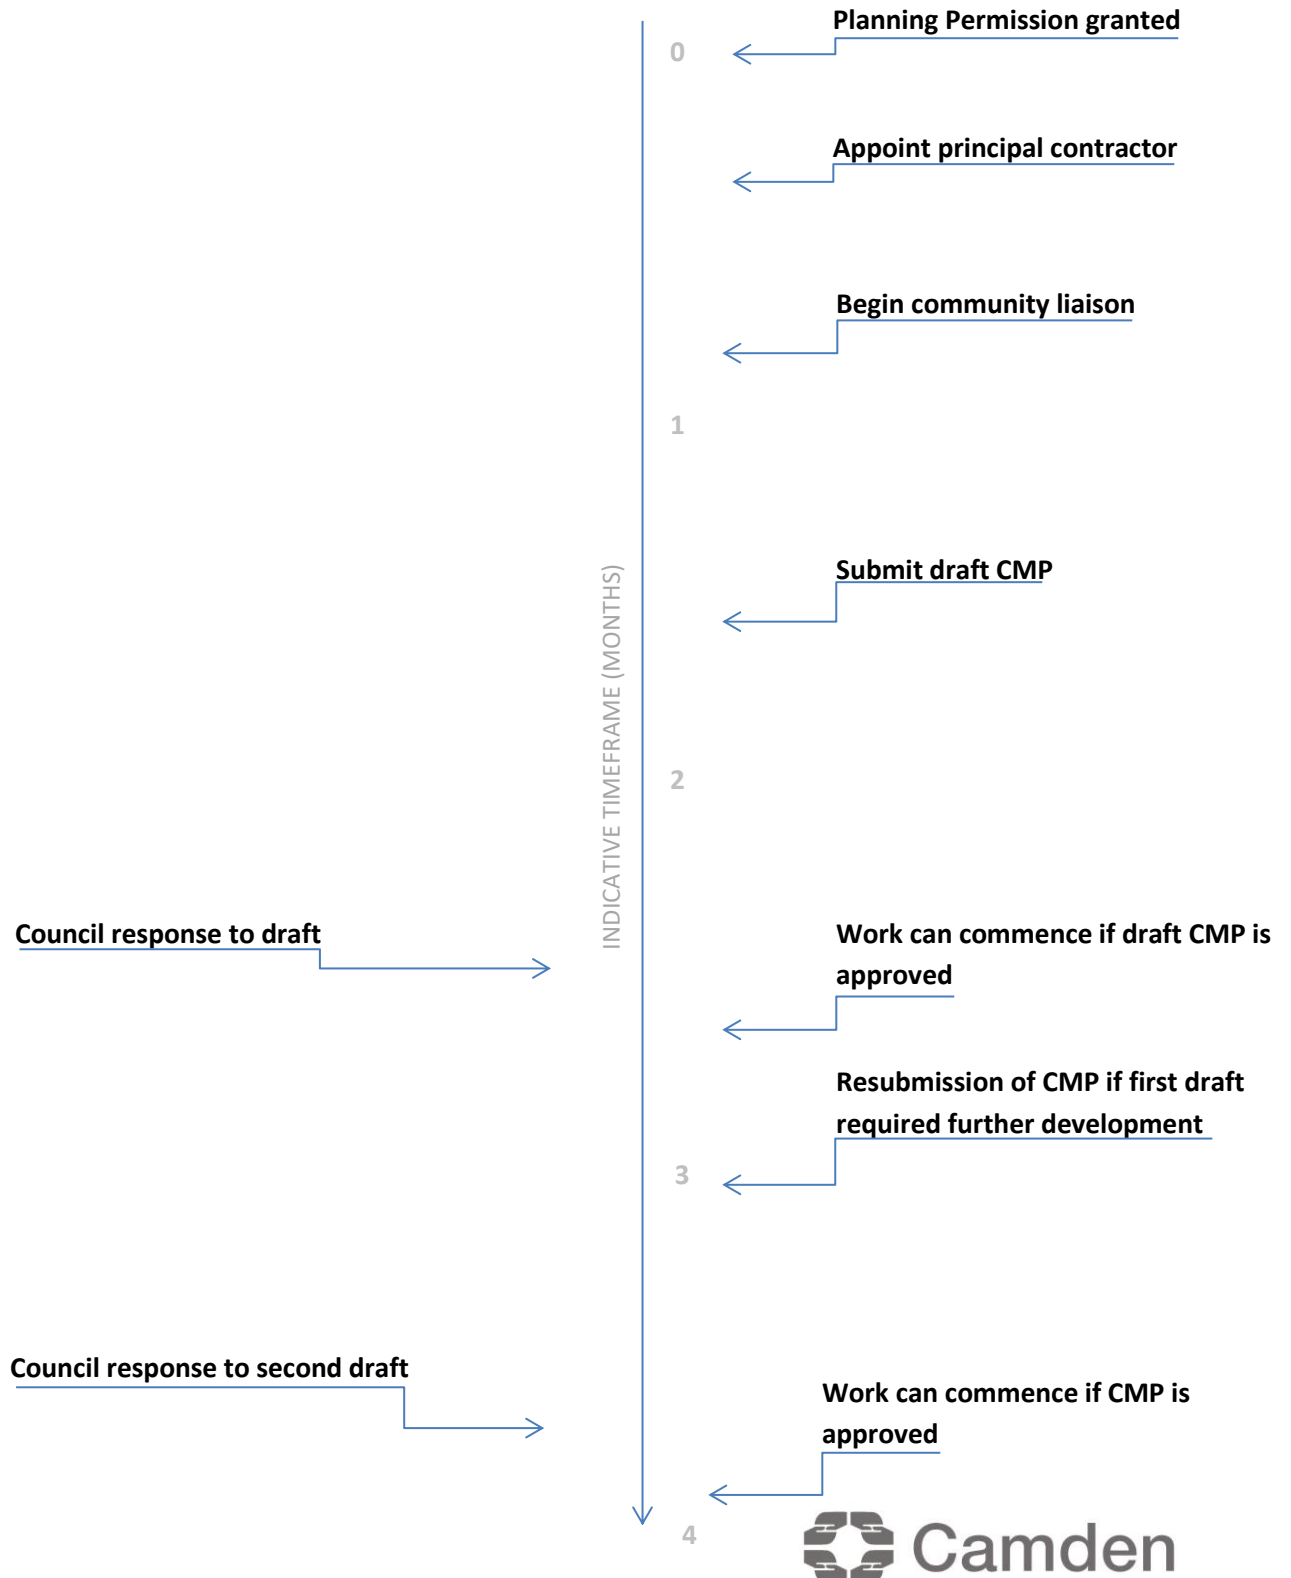 Planning Permission granted
0
Appoint principal contractor
Begin community liaison
1
Submit draft CMP
INDICATIVE TIMEFRAME (MONTHS)
2
Council response to draft
Work can commence if draft CMP is
approved
Resubmission of CMP if first draft
required further development
3
Council response to second draft
Work can commence if CMP is
approved
4
Camden